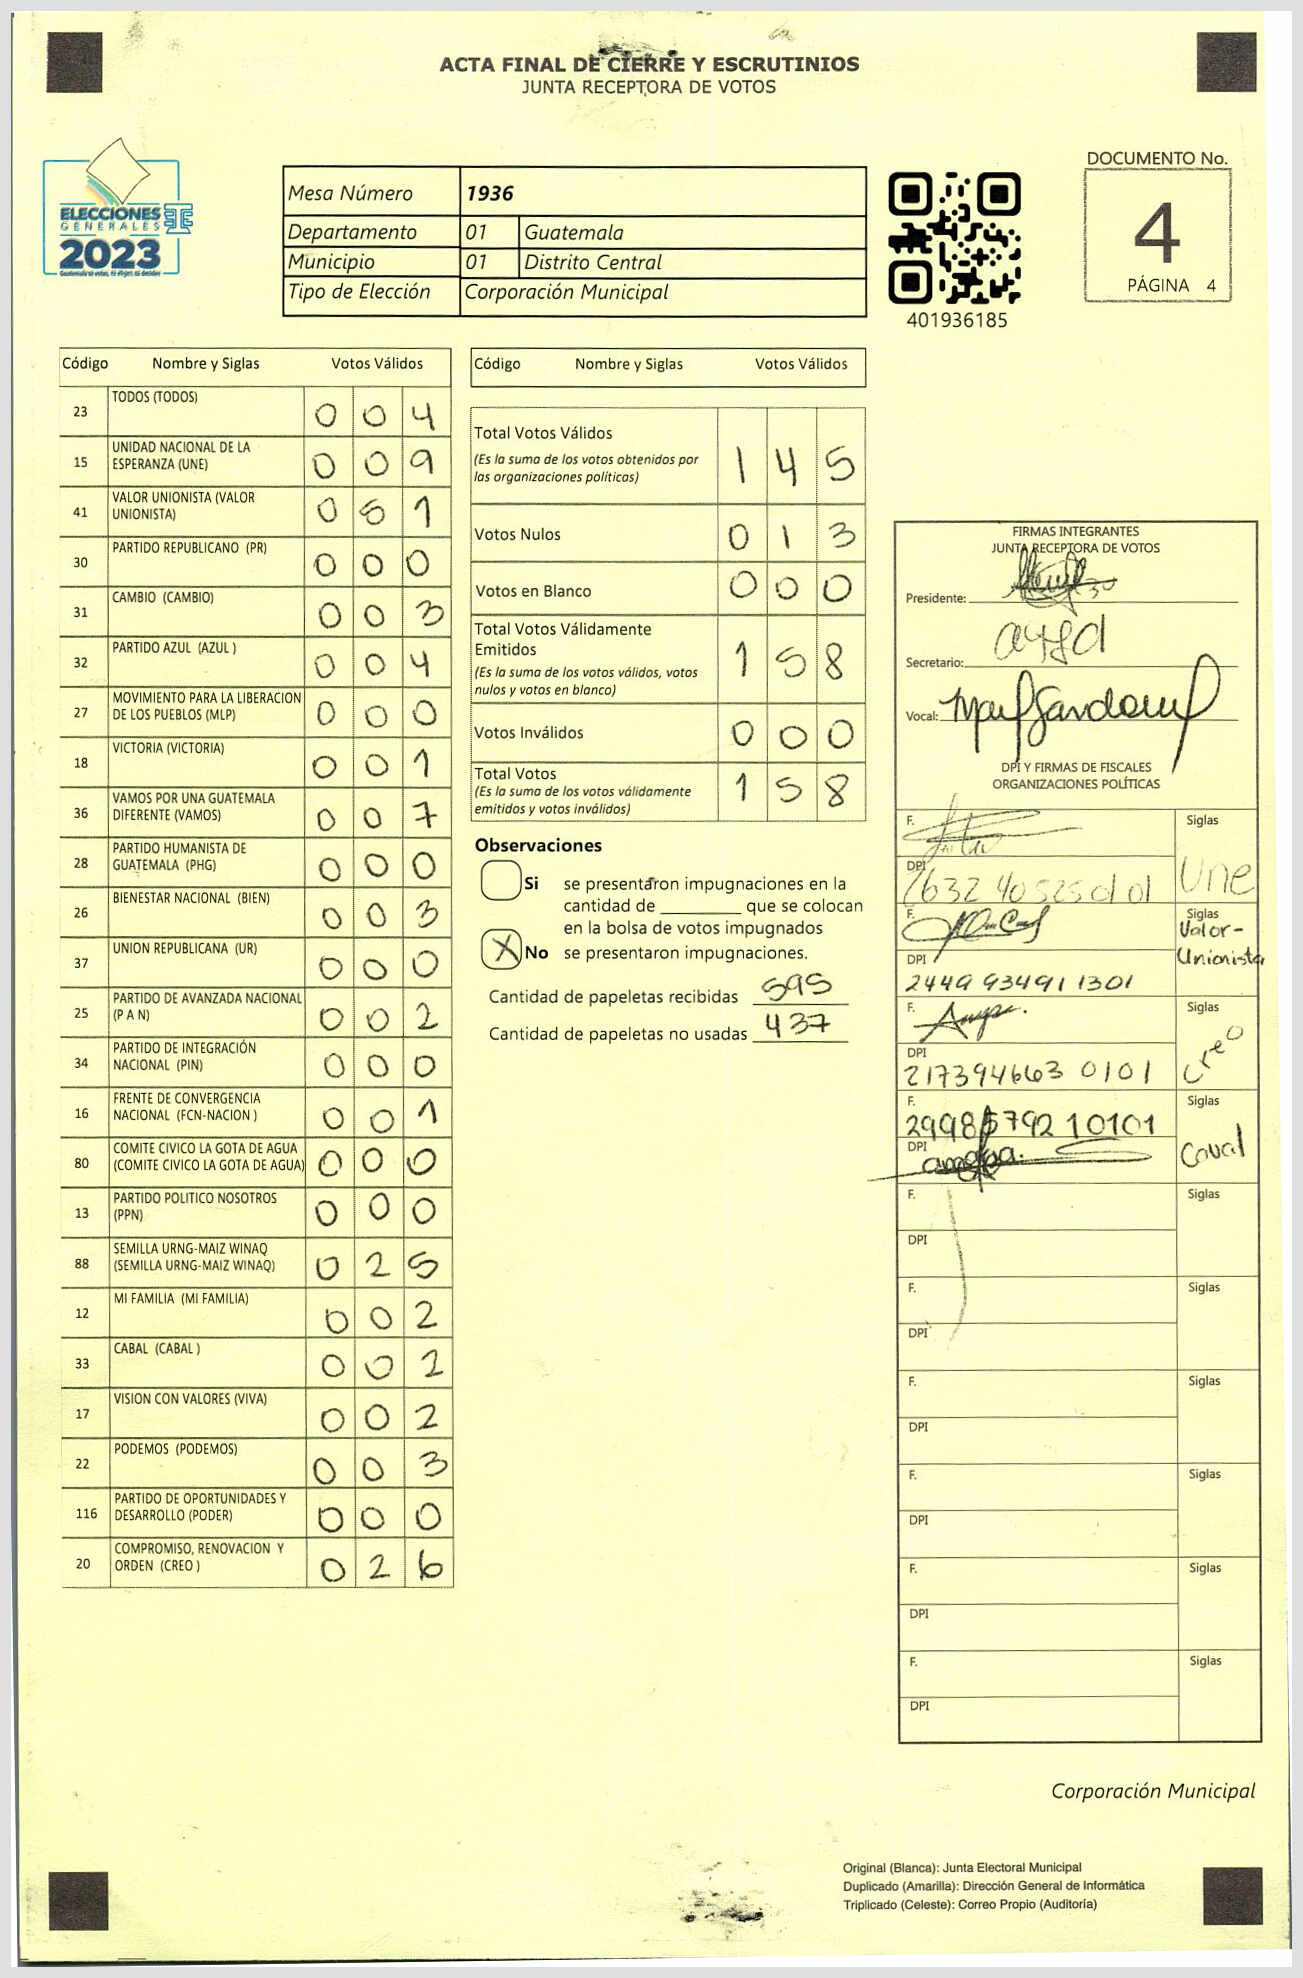 ACTA FINAL DE CIERRE Y ESCRUTINIOS
JUNTA RECEPTORA DE VOTOS
ELECCIONES
GENERALES
2023
Mesa Número 1936
Departamento 01 Guatemala
Municipio 01 Distrito Central
Tipo de Elección Corporación Municipal
401936185
DOCUMENTO No.
4
PÁGINA 4
Código Nombre y Siglas Votos Válidos
23 TODOS (TODOS) 0 0 4
15 UNIDAD NACIONAL DE LA
ESPERANZA (UNE) 0 0 9
41 VALOR UNIONISTA (VALOR
UNIONISTA) 0 5 1
30 PARTIDO REPUBLICANO (PR) 0 0 0
31 CAMBIO (CAMBIO) 0 0 3
32 PARTIDO AZUL (AZUL ) 0 0 4
27 MOVIMIENTO PARA LA LIBERACION
DE LOS PUEBLOS (MLP) 0 0 0
18 VICTORIA (VICTORIA) 0 0 1
36 VAMOS POR UNA GUATEMALA
DIFERENTE (VAMOS) 0 0 7
28 PARTIDO HUMANISTA DE
GUATEMALA (PHG) 0 0 0
26 BIENESTAR NACIONAL (BIEN) 0 0 3
37 UNION REPUBLICANA (UR) 0 0 0
25 PARTIDO DE AVANZADA NACIONAL
(P A N) 0 0 2
34 PARTIDO DE INTEGRACIÓN
NACIONAL (PIN) 0 0 0
16 FRENTE DE CONVERGENCIA
NACIONAL (FCN-NACION ) 0 0 1
80 COMITE CIVICO LA GOTA DE AGUA
(COMITE CIVICO LA GOTA DE AGUA) 0 0 0
13 PARTIDO POLITICO NOSOTROS
(PPN) 0 0 0
88 SEMILLA URNG-MAIZ WINAQ
(SEMILLA URNG-MAIZ WINAQ) 0 2 5
12 MI FAMILIA (MI FAMILIA) 0 0 2
33 CABAL (CABAL ) 0 0 2
17 VISION CON VALORES (VIVA) 0 0 2
22 PODEMOS (PODEMOS) 0 0 3
116 PARTIDO DE OPORTUNIDADES Y
DESARROLLO (PODER) 0 0 0
20 COMPROMISO, RENOVACION Y
ORDEN (CREO ) 0 2 6
Código Nombre y Siglas Votos Válidos
Total Votos Válidos
(Es la suma de los votos obtenidos por
las organizaciones políticas) 1 4 5
Votos Nulos 0 1 3
Votos en Blanco 0 0 0
Total Votos Válidamente
Emitidos
(Es la suma de los votos válidos, votos
nulos y votos en blanco) 1 5 8
Votos Inválidos 0 0 0
Total Votos
(Es la suma de los votos válidamente
emitidos y votos inválidos) 1 5 8
Observaciones
Si se presentaron impugnaciones en la
cantidad de ________ que se colocan
en la bolsa de votos impugnados
X No se presentaron impugnaciones.
Cantidad de papeletas recibidas 595
Cantidad de papeletas no usadas 437
FIRMAS INTEGRANTES
JUNTA RECEPTORA DE VOTOS
Presidente:
Secretario:
Vocal:
DPI Y FIRMAS DE FISCALES
ORGANIZACIONES POLÍTICAS
F. Siglas
DPI Une
F. Siglas
Valor-
Unionista
DPI
2449 93491 1301
F. Siglas
Creo
DPI
217394663 0101
F. Siglas
DPI
F. Siglas
DPI
F. Siglas
DPI
F. Siglas
DPI
F. Siglas
DPI
F. Siglas
DPI
F. Siglas
DPI
Corporación Municipal
Original (Blanca): Junta Electoral Municipal
Duplicado (Amarilla): Dirección General de Informática
Triplicado (Celeste): Correo Propio (Auditoría)